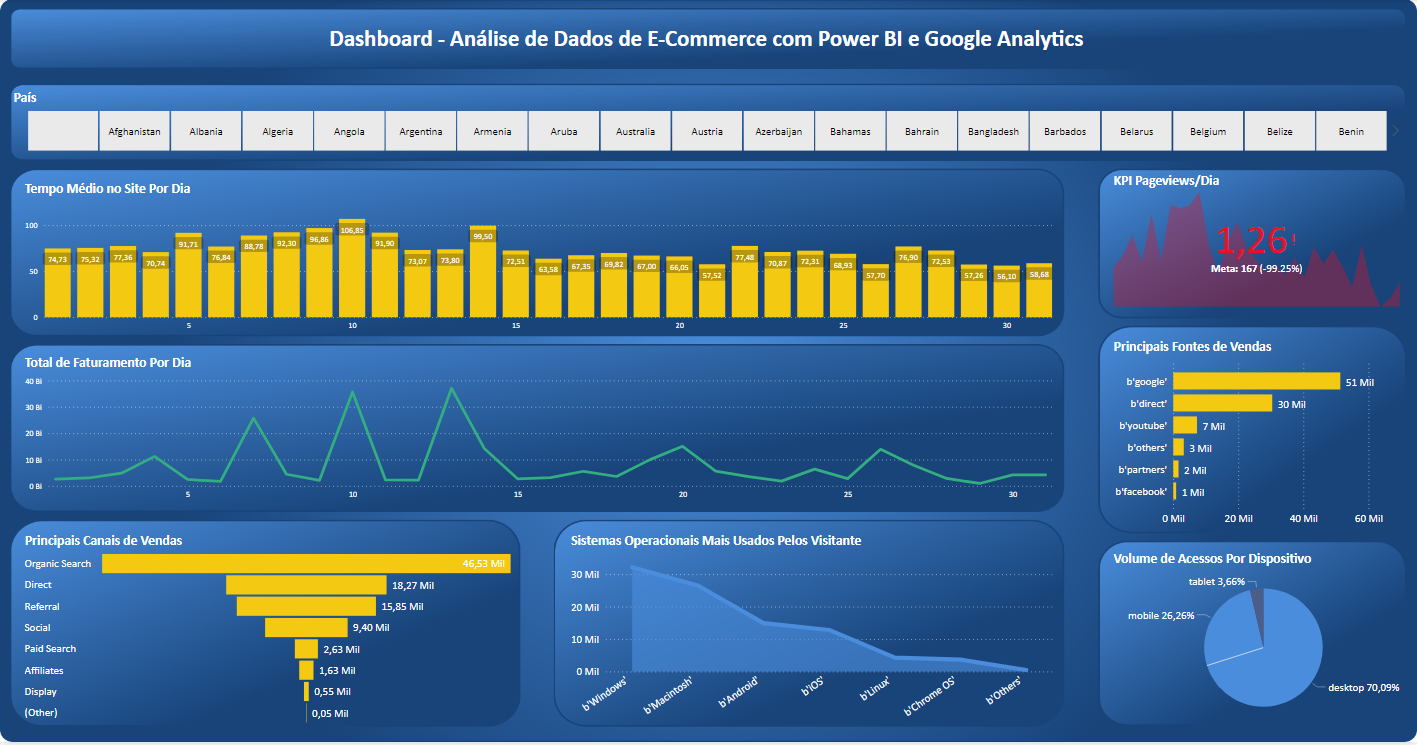 Dashboard - Análise de Dados de E-Commerce com Power BI e Google Analytics
País
Afghanistan Albania Algeria Angola Argentina Armenia Aruba Australia Austria Azerbaijan Bahamas Bahrain Bangladesh Barbados Belarus Belgium Belize Benin
Tempo Médio no Site Por Dia
100
50
0
74,73 75,32 77,36 70,74 91,71 76,84 88,78 92,30 96,86 106,85 91,90 73,07 73,80 99,50 72,51 63,58 67,35 69,82 67,00 66,05 57,52 77,48 70,87 72,31 68,93 57,70 76,90 72,53 57,26 56,10 58,68
5 10 15 20 25 30
KPI Pageviews/Dia
1,26!
Meta: 167 (-99.25%)
Total de Faturamento Por Dia
40 Bi
30 Bi
20 Bi
10 Bi
0 Bi
5 10 15 20 25 30
Principais Fontes de Vendas
b'google' 51 Mil
b'direct' 30 Mil
b'youtube' 7 Mil
b'others' 3 Mil
b'partners' 2 Mil
b'facebook' 1 Mil
0 Mil 20 Mil 40 Mil 60 Mil
Principais Canais de Vendas
Organic Search 46,53 Mil
Direct 18,27 Mil
Referral 15,85 Mil
Social 9,40 Mil
Paid Search 2,63 Mil
Affiliates 1,63 Mil
Display 0,55 Mil
(Other) 0,05 Mil
Sistemas Operacionais Mais Usados Pelos Visitante
30 Mil
20 Mil
10 Mil
0 Mil
b'Windows' b'Macintosh' b'Android' b'iOS' b'Linux' b'Chrome OS' b'Others'
Volume de Acessos Por Dispositivo
tablet 3,66%
mobile 26,26%
desktop 70,09%